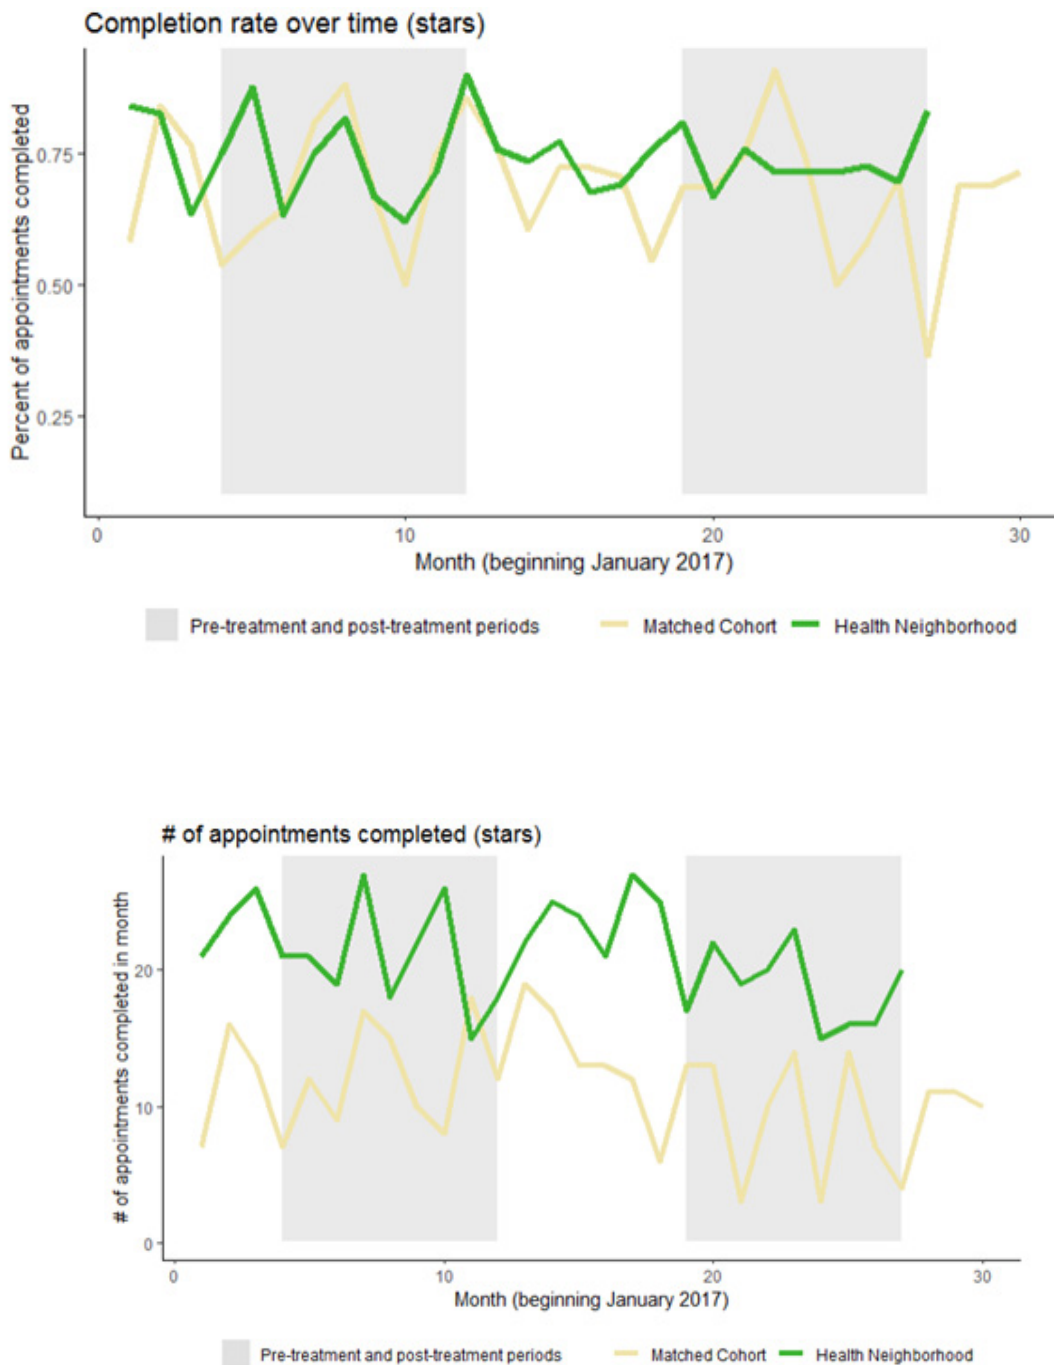 Completion rate over time (stars)
Percent of appointments completed
0.75
0.50
0.25
0 10 20 30
Month (beginning January 2017)
Pre-treatment and post-treatment periods Matched Cohort Health Neighborhood
# of appointments completed (stars)
# of appointments completed in month
20
10
0
0 10 20 30
Month (beginning January 2017)
Pre-treatment and post-treatment periods Matched Cohort Health Neighborhood